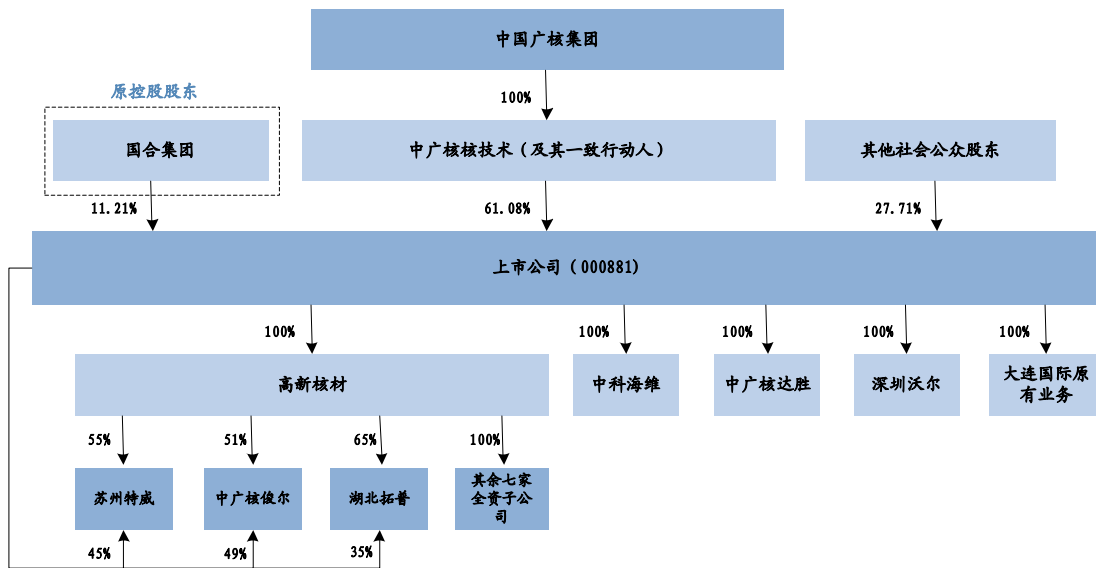 中国广核集团
100%
原控股股东
国合集团
中广核核技术（及其一致行动人）
其他社会公众股东
11.21%
61.08%
27.71%
上市公司（000881）
100%
100%
100%
100%
100%
高新核材
中科海维
中广核达胜
深圳沃尔
大连国际原
有业务
55%
51%
65%
100%
苏州特威
中广核俊尔
湖北拓普
其余七家
全资子公
司
45%
49%
35%